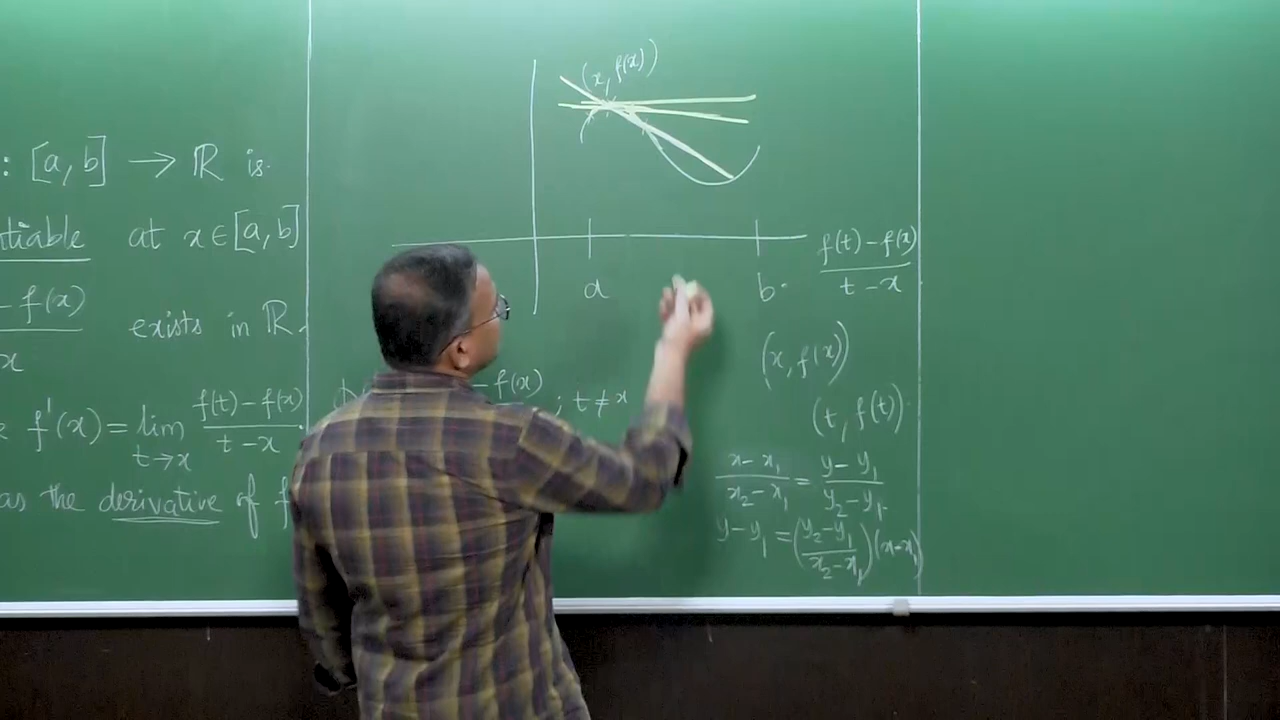 : [a, b] → ℝ is
tiable at x ∈ [a, b]
- f(x)
x
exists in ℝ.
f'(x) = lim t→x (f(t) - f(x))/(t - x)
as the derivative of f
(x, f(x))
a b.
(f(t) - f(x))/(t - x)
- f(x) ; t ≠ x
(x, f(x))
(t, f(t))
(x - x₁)/(x₂ - x₁) = (y - y₁)/(y₂ - y₁)
y - y₁ = ((y₂ - y₁)/(x₂ - x₁))(x - x₁)